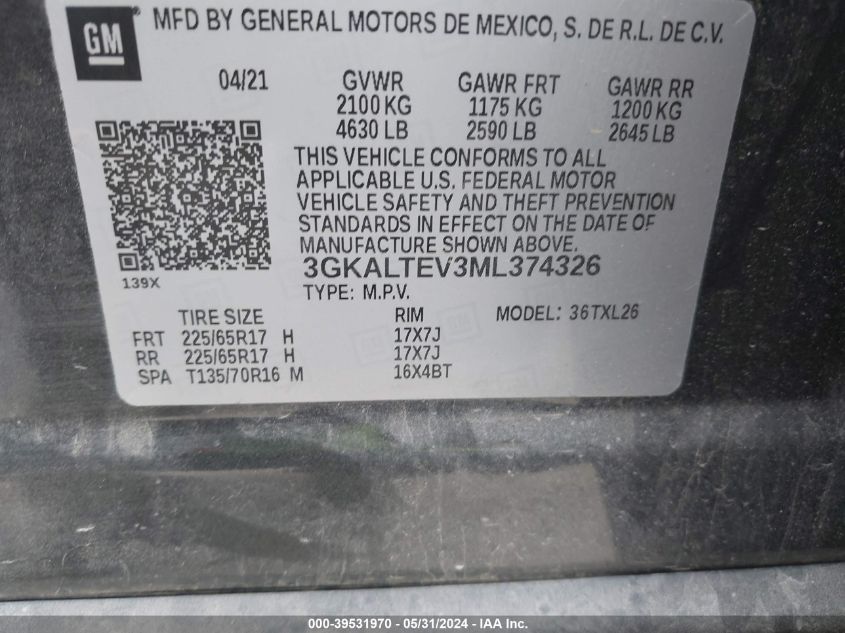 GM
MFD BY GENERAL MOTORS DE MEXICO, S. DE R.L. DE C.V.
04/21 GVWR GAWR FRT GAWR RR
2100 KG 1175 KG 1200 KG
4630 LB 2590 LB 2645 LB
THIS VEHICLE CONFORMS TO ALL
APPLICABLE U.S. FEDERAL MOTOR
VEHICLE SAFETY AND THEFT PREVENTION
STANDARDS IN EFFECT ON THE DATE OF
MANUFACTURE SHOWN ABOVE.
3GKALTEV3ML374326
139X
TYPE: M.P.V.
TIRE SIZE RIM MODEL: 36TXL26
FRT 225/65R17 H 17X7J
RR 225/65R17 H 17X7J
SPA T135/70R16 M 16X4BT
000-39531970 / 05/31/2024 - IAA Inc.